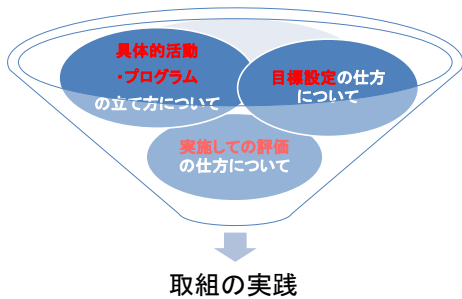 具体的活動
・プログラム
の立て方について
目標設定の仕方
について
実施しての評価
の仕方について
取組の実践